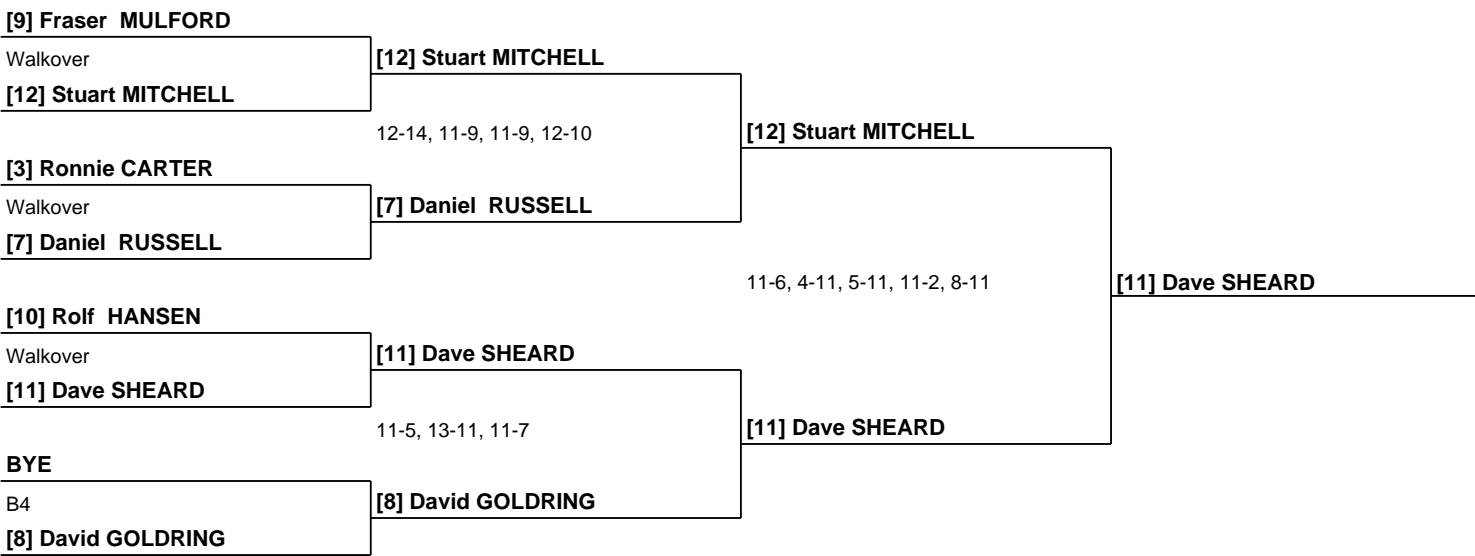 [9] Fraser MULFORD
Walkover
[12] Stuart MITCHELL
[3] Ronnie CARTER
Walkover
[7] Daniel RUSSELL
[10] Rolf HANSEN
Walkover
[11] Dave SHEARD
BYE
B4
[8] David GOLDRING
[12] Stuart MITCHELL
12-14, 11-9, 11-9, 12-10
[7] Daniel RUSSELL
[11] Dave SHEARD
11-5, 13-11, 11-7
[8] David GOLDRING
[12] Stuart MITCHELL
11-6, 4-11, 5-11, 11-2, 8-11
[11] Dave SHEARD
[11] Dave SHEARD